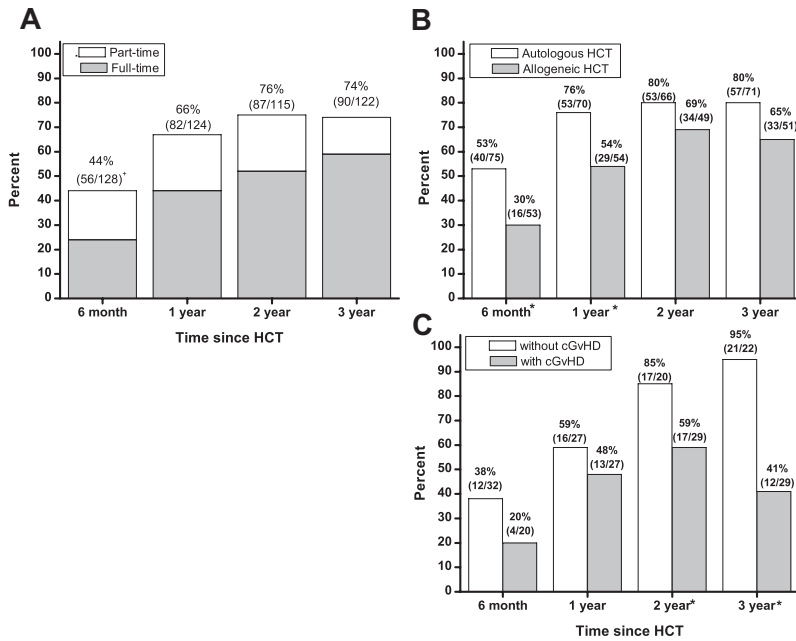 A
Percent
100
90
80
70
60
50
40
30
20
10
0
Part-time
Full-time
44%
(56/128)+
66%
(82/124)
76%
(87/115)
74%
(90/122)
6 month
1 year
2 year
3 year
Time since HCT
B
Percent
100
90
80
70
60
50
40
30
20
10
0
Autologous HCT
Allogeneic HCT
53%
(40/75)
30%
(16/53)
76%
(53/70)
54%
(29/54)
80%
(53/66)
69%
(34/49)
80%
(57/71)
65%
(33/51)
6 month*
1 year *
2 year
3 year
C
Percent
100
90
80
70
60
50
40
30
20
10
0
without cGvHD
with cGvHD
38%
(12/32)
20%
(4/20)
59%
(16/27)
48%
(13/27)
85%
(17/20)
59%
(17/29)
95%
(21/22)
41%
(12/29)
6 month
1 year
2 year*
3 year*
Time since HCT